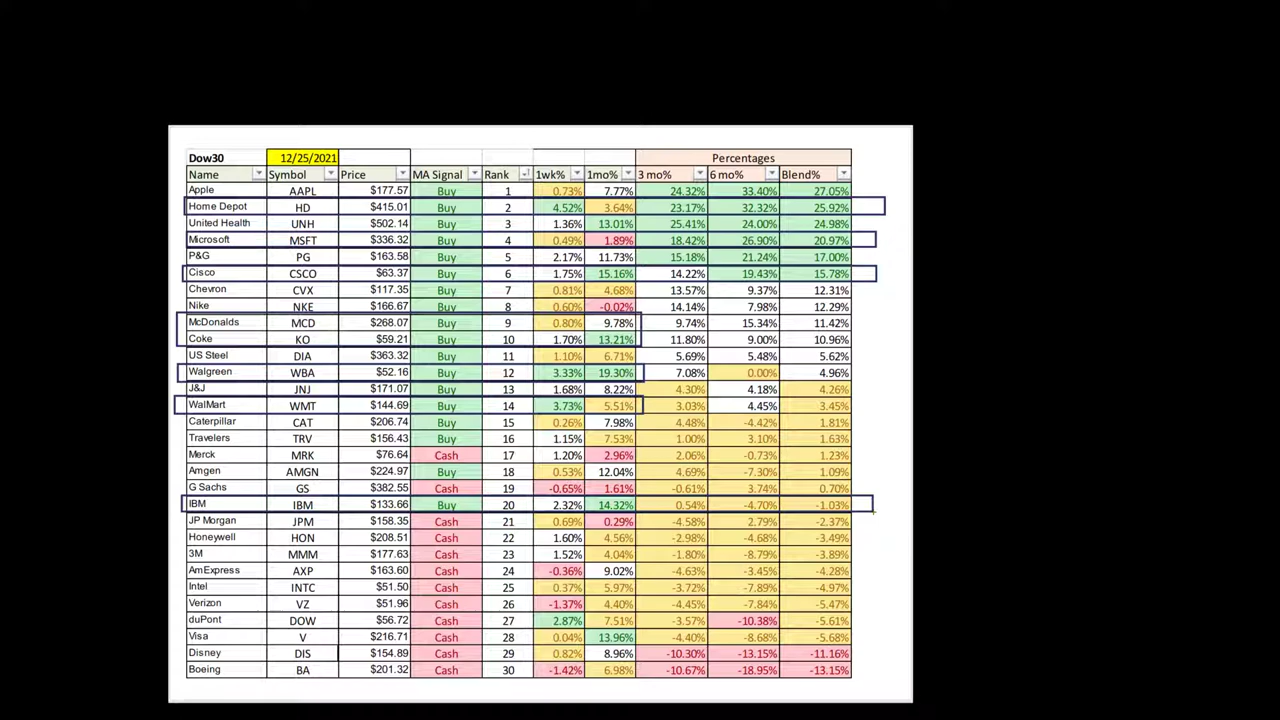 Dow30 12/25/2021 Percentages
Name Symbol Price MA Signal Rank 1wk% 1mo% 3 mo% 6 mo% Blend%
Apple AAPL $177.57 Buy 1 0.73% 7.77% 24.32% 33.40% 27.05%
Home Depot HD $415.01 Buy 2 4.52% 3.64% 23.17% 32.32% 25.92%
United Health UNH $502.14 Buy 3 1.36% 13.01% 25.41% 24.00% 24.98%
Microsoft MSFT $336.32 Buy 4 0.49% 1.89% 18.42% 26.90% 20.97%
P&G PG $163.58 Buy 5 2.17% 11.73% 15.18% 21.24% 17.00%
Cisco CSCO $63.37 Buy 6 1.75% 15.16% 14.22% 19.43% 15.78%
Chevron CVX $117.35 Buy 7 0.81% 4.68% 13.57% 9.37% 12.31%
Nike NKE $166.67 Buy 8 0.60% -0.02% 14.14% 7.98% 12.29%
McDonalds MCD $268.07 Buy 9 0.80% 9.78% 9.74% 15.34% 11.42%
Coke KO $59.21 Buy 10 1.70% 13.21% 11.80% 9.00% 10.96%
US Steel DIA $363.32 Buy 11 1.10% 6.71% 5.69% 5.48% 5.62%
Walgreen WBA $52.16 Buy 12 3.33% 19.30% 7.08% 0.00% 4.96%
J&J JNJ $171.07 Buy 13 1.68% 8.22% 4.30% 4.18% 4.26%
WalMart WMT $144.69 Buy 14 3.73% 5.51% 3.03% 4.45% 3.45%
Caterpillar CAT $206.74 Buy 15 0.26% 7.98% 4.48% -4.42% 1.81%
Travelers TRV $156.43 Buy 16 1.15% 7.53% 1.00% 3.10% 1.63%
Merck MRK $76.64 Cash 17 1.20% 2.96% 2.06% -0.73% 1.23%
Amgen AMGN $224.97 Buy 18 0.53% 12.04% 4.69% -7.30% 1.09%
G Sachs GS $382.55 Cash 19 -0.65% 1.61% -0.61% 3.74% 0.70%
IBM IBM $133.66 Buy 20 2.32% 14.32% 0.54% -4.70% -1.03%
JP Morgan JPM $158.35 Cash 21 0.69% 0.29% -4.58% 2.79% -2.37%
Honeywell HON $208.51 Cash 22 1.60% 4.56% -2.98% -4.68% -3.49%
3M MMM $177.63 Cash 23 1.52% 4.04% -1.80% -8.79% -3.89%
AmExpress AXP $163.60 Cash 24 -0.36% 9.02% -4.63% -3.45% -4.28%
Intel INTC $51.50 Cash 25 0.37% 5.97% -3.72% -7.89% -4.97%
Verizon VZ $51.96 Cash 26 -1.37% 4.40% -4.45% -7.84% -5.47%
duPont DOW $56.72 Cash 27 2.87% 7.51% -3.57% -10.38% -5.61%
Visa V $216.71 Cash 28 0.04% 13.96% -4.40% -8.68% -5.68%
Disney DIS $154.89 Cash 29 0.82% 8.96% -10.30% -13.15% -11.16%
Boeing BA $201.32 Cash 30 -1.42% 6.98% -10.67% -18.95% -13.15%